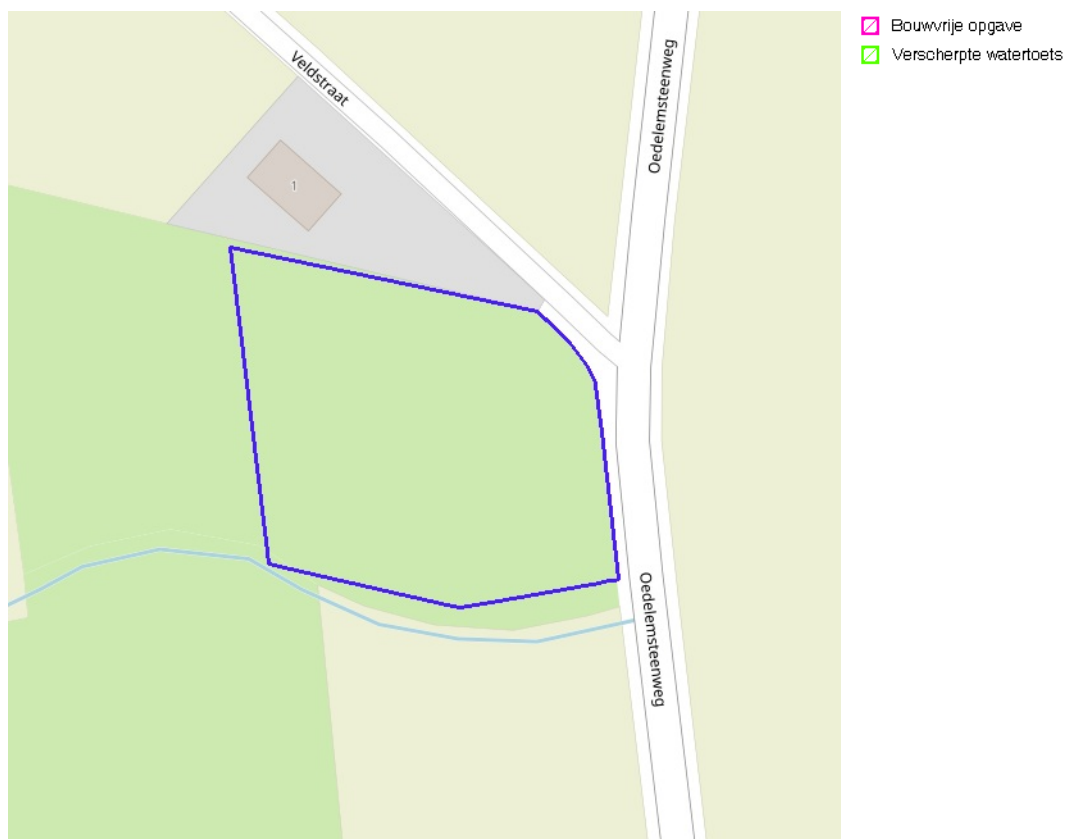 Bouwvrije opgave
Verscherpte watertoets
Veldstraat
Oedelemsteenweg
1
Oedelemsteenweg